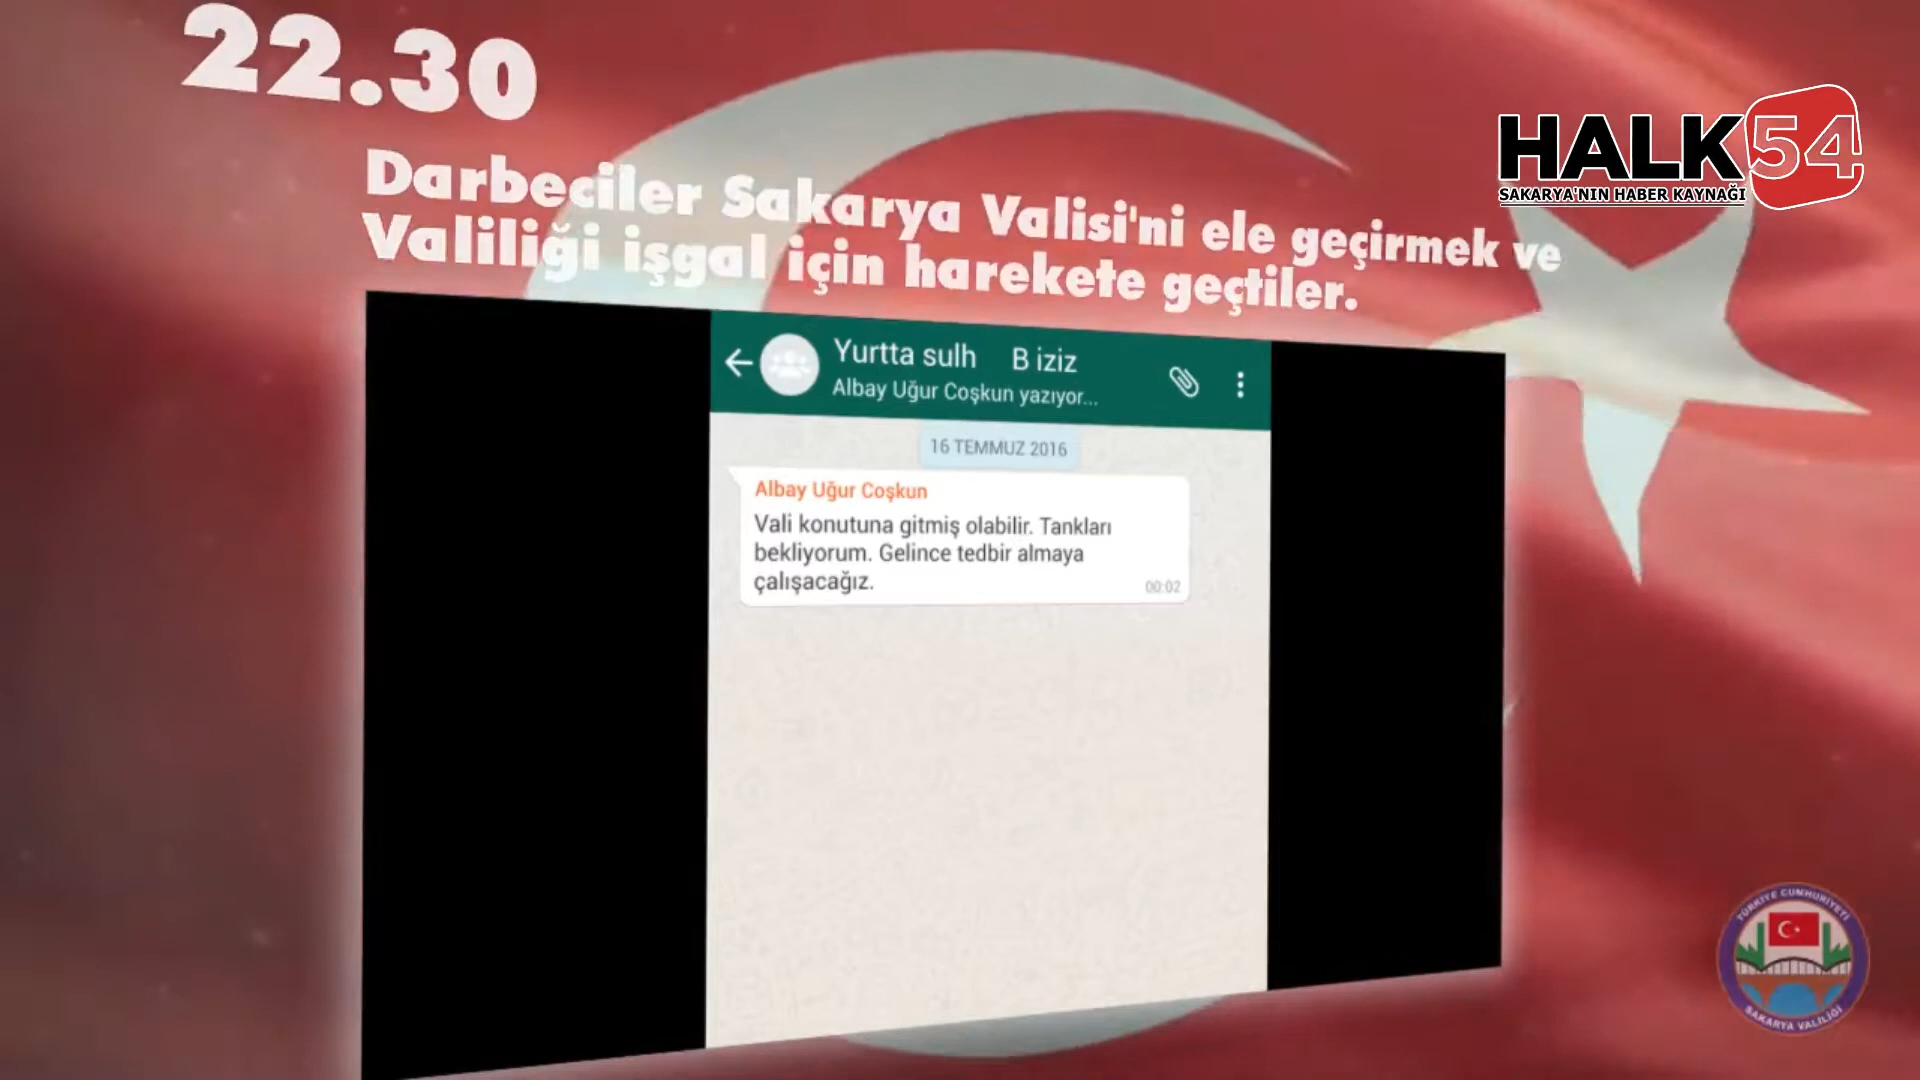 22.30
HALK54
SAKARYA'NIN HABER KAYNAĞI
Darbeciler Sakarya Valisi'ni ele geçirmek ve
Valiliği işgal için harekete geçtiler.
Yurtta sulh B iziz
Albay Uğur Coşkun yazıyor...
16 TEMMUZ 2016
Albay Uğur Coşkun
Vali konutuna gitmiş olabilir. Tankları
bekliyorum. Gelince tedbir almaya
çalışacağız.
00:02
TÜRKİYE CUMHURİYETİ
SAKARYA VALİLİĞİ